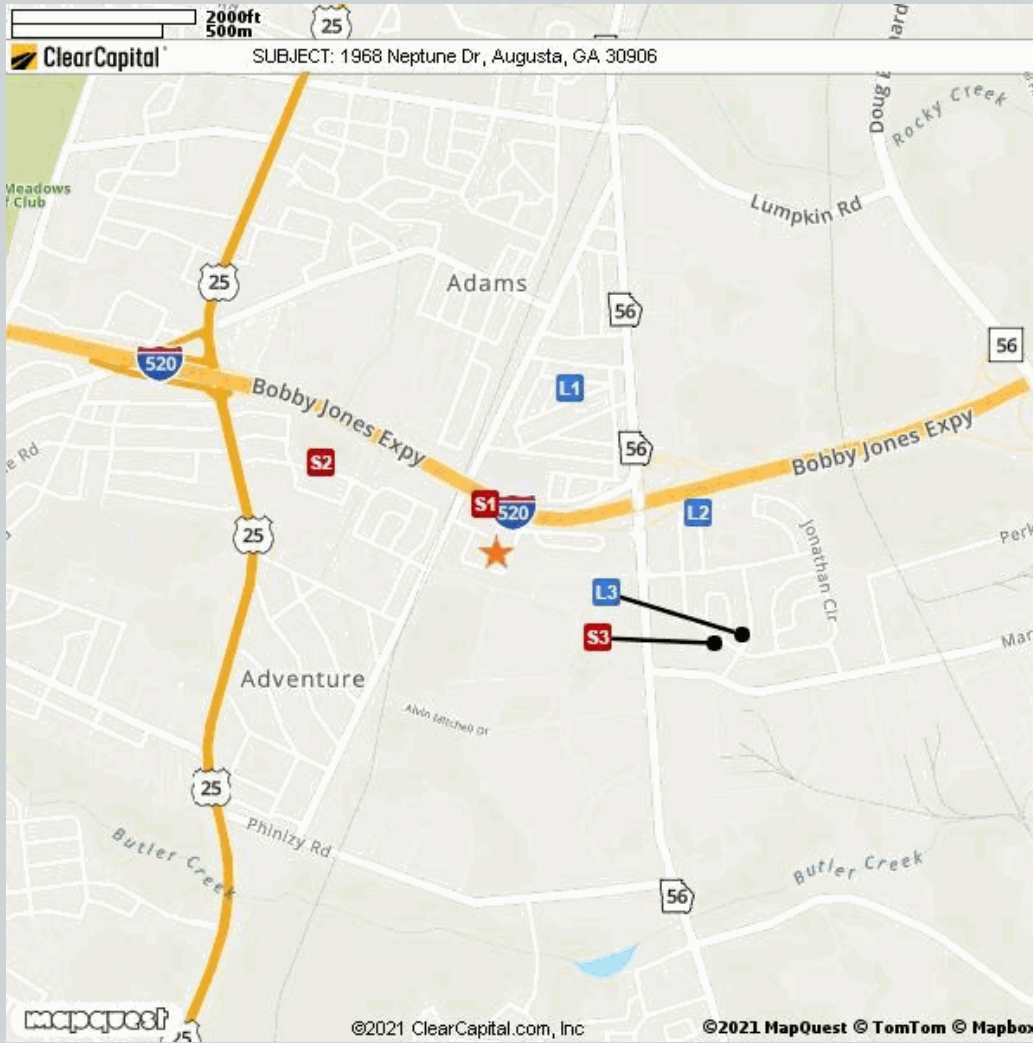 2000ft
500m
25
ClearCapital
SUBJECT: 1968 Neptune Dr, Augusta, GA 30906
Rocky Creek
Meadows
Club
Lumpkin Rd
25
Adams
56
56
520
L1
Bobby Jones Expy
56
Bobby Jones Expy
S2
S1
520
L2
25
Jonathan Cir
L3
S3
Adventure
Alvin Mitchell Dr
25
Phinizy Rd
Butler Creek
Butler Creek
56
mapquest
25
©2021 ClearCapital.com, Inc
©2021 MapQuest © TomTom © Mapbox